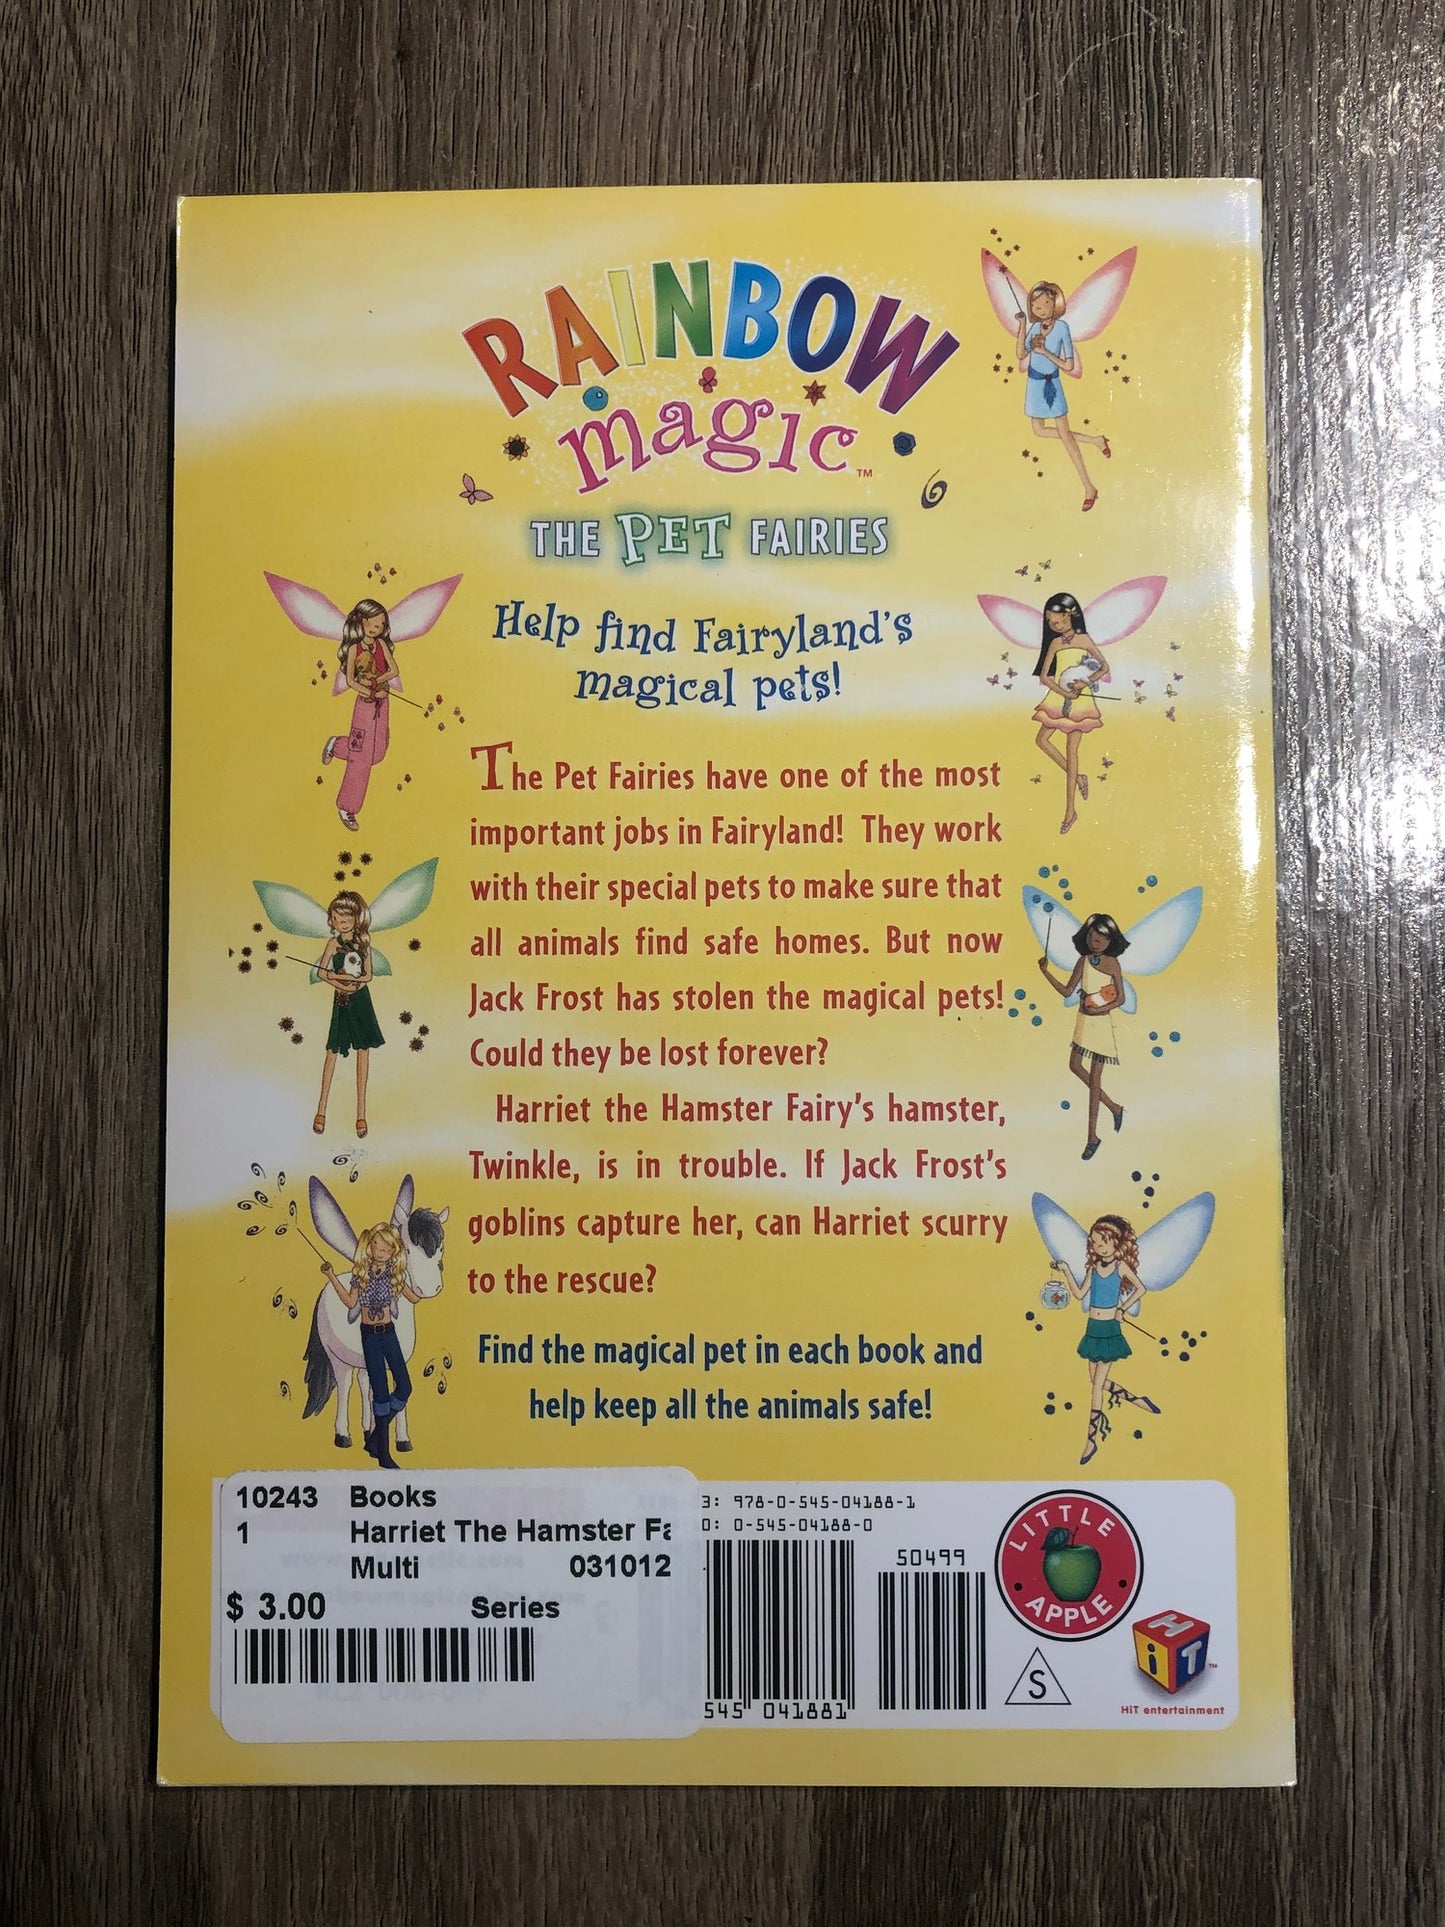 RAINBOW
magic™
THE PET FAIRIES
Help find Fairyland's
magical pets!
The Pet Fairies have one of the most
important jobs in Fairyland! They work
with their special pets to make sure that
all animals find safe homes. But now
Jack Frost has stolen the magical pets!
Could they be lost forever?
Harriet the Hamster Fairy's hamster,
Twinkle, is in trouble. If Jack Frost's
goblins capture her, can Harriet scurry
to the rescue?
Find the magical pet in each book and
help keep all the animals safe!
10243 Books
1 Harriet The Hamster Fa
Multi 031012
$ 3.00 Series
3: 978-0-545-04188-1
0: 0-545-04188-0
50499
545 041881
LITTLE
APPLE
S
HiT
HiT entertainment